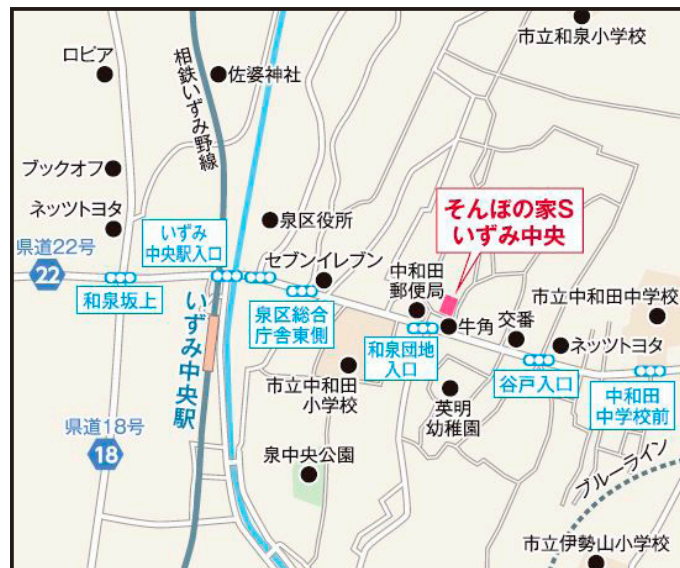 市立和泉小学校
ロピア
相鉄いずみ野線
佐婆神社
ブックオフ
そんぽの家S
いずみ中央
ネッツトヨタ
いずみ
中央駅入口
泉区役所
県道22号
22
セブンイレブン
中和田
郵便局
市立中和田中学校
和泉坂上
泉区総合
庁舎東側
牛角
交番
和泉団地
入口
ネッツトヨタ
いずみ中央駅
市立中和田
小学校
谷戸入口
中和田
中学校前
英明
幼稚園
県道18号
18
泉中央公園
ブルーライン
市立伊勢山小学校